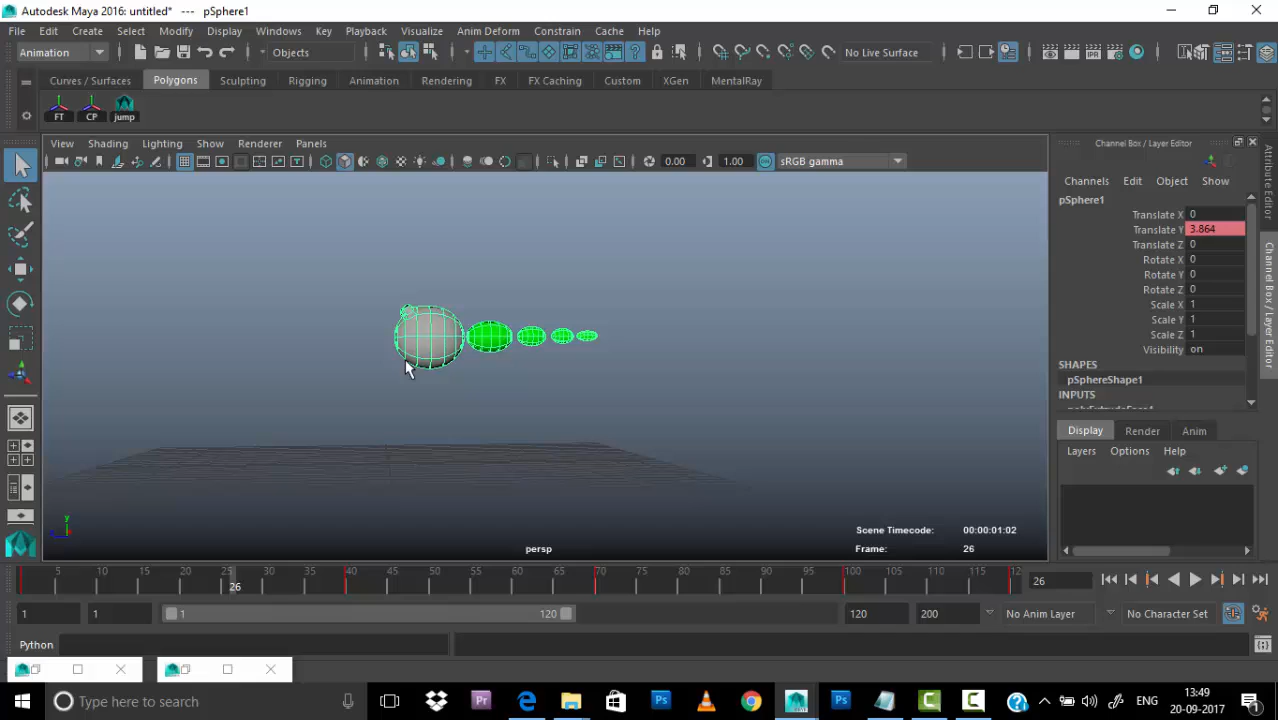 Autodesk Maya 2016: untitled*   ---   pSphere1
File Edit Create Select Modify Display Windows Key Playback Visualize Anim Deform Constrain Cache Help
Animation Objects No Live Surface
Curves / Surfaces Polygons Sculpting Rigging Animation Rendering FX FX Caching Custom XGen MentalRay
FT CP jump
View Shading Lighting Show Renderer Panels
0.00 1.00 sRGB gamma
Channel Box / Layer Editor
Channels Edit Object Show
pSphere1
Translate X 0
Translate Y 3.864
Translate Z 0
Rotate X 0
Rotate Y 0
Rotate Z 0
Scale X 1
Scale Y 1
Scale Z 1
Visibility on
SHAPES
pSphereShape1
INPUTS
Attribute Editor
Channel Box / Layer Editor
Display Render Anim
Layers Options Help
Scene Timecode: 00:00:01:02
Frame: 26
persp
y
5 10 15 20 25 30 35 40 45 50 55 60 65 70 75 80 85 90 95 100 105 110 115 12
26
26
1 1 1 120 120 200 No Anim Layer No Character Set
Python
Type here to search
ENG
13:49
20-09-2017